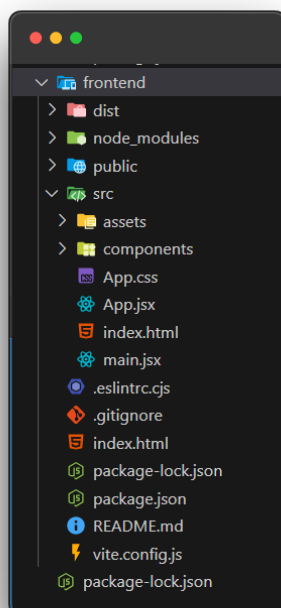 frontend
dist
node_modules
public
src
assets
components
App.css
App.jsx
index.html
main.jsx
.eslintrc.cjs
.gitignore
index.html
package-lock.json
package.json
README.md
vite.config.js
package-lock.json